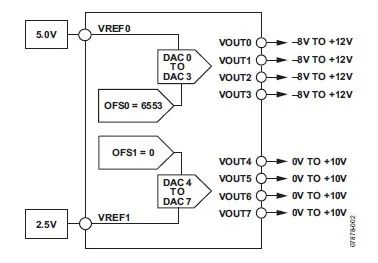 5.0V
VREF0
DAC 0
TO
DAC 3
OFS0 = 6553
VOUT0
–8V TO +12V
VOUT1
–8V TO +12V
VOUT2
–8V TO +12V
VOUT3
–8V TO +12V
OFS1 = 0
DAC 4
TO
DAC 7
VOUT4
0V TO +10V
VOUT5
0V TO +10V
VOUT6
0V TO +10V
VOUT7
0V TO +10V
2.5V
VREF1
07878-002